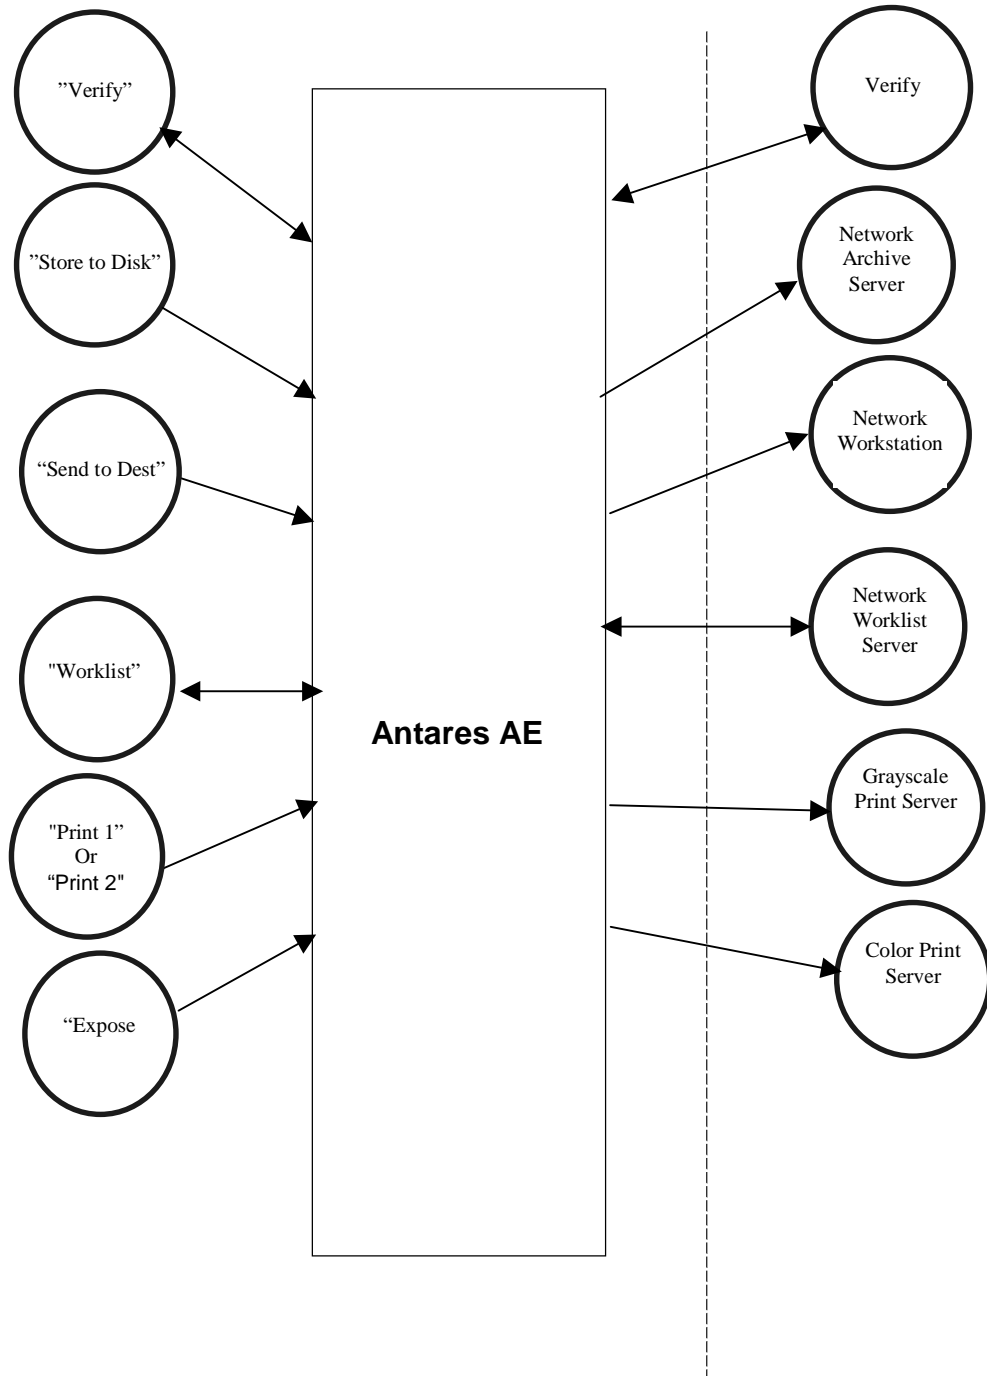 ”Verify”
”Store to Disk”
“Send to Dest”
"Worklist”
"Print 1”
Or
“Print 2"
“Expose
Antares AE
Verify
Network
Archive
Server
Network
Workstation
Network
Worklist
Server
Grayscale
Print Server
Color Print
Server